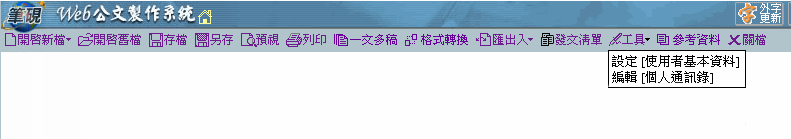 筆硯 Web公文製作系統 外字更新
開啓新檔 開啓舊檔 存檔 另存 預視 列印 一文多稿 格式轉換 匯出入 發文清單 工具 參考資料 關檔
設定 [使用者基本資料]
編輯 [個人通訊錄]